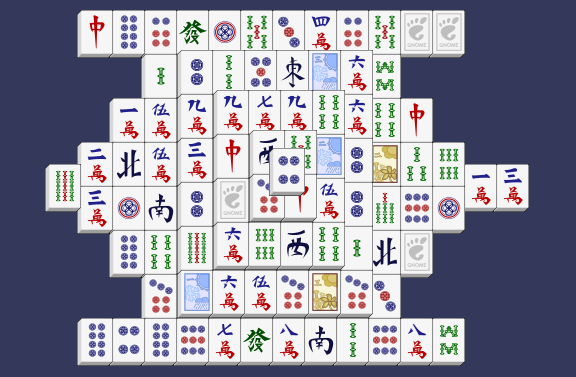 中 發 四萬 GNOME GNOME
東 六萬
一萬 伍萬 九萬 九萬 七萬 九萬 六萬 中
二萬 北 伍萬 三萬 中 西
一萬 三萬
三萬 南 GNOME 中 伍萬
六萬 西 北 GNOME
六萬 伍萬
七萬 發 八萬 南 八萬